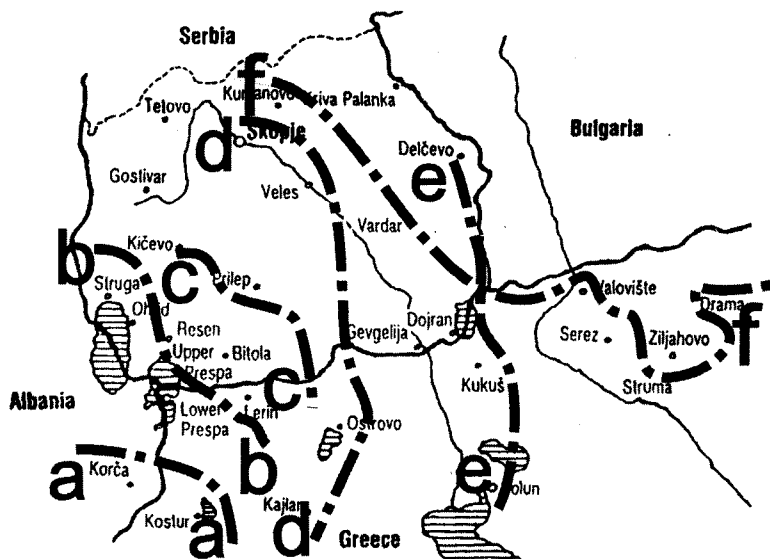 Serbia
Kumanovo
Kriva Palanka
Tetovo
f
Skopje
d
Bulgaria
Delčevo
e
Gostivar
Veles
Vardar
Kičevo
b
c
Struga
Prilep
Ohrid
Valovište
Drama
Resen
Dojran
f
Upper
Prespa
Bitola
Gevgelija
Serez
Ziljahovo
Kukuš
Struma
Albania
c
Lower
Prespa
Lerin
Ostrovo
b
a
Korča
e
Solun
Kostur
a
Kajlar
d
Greece